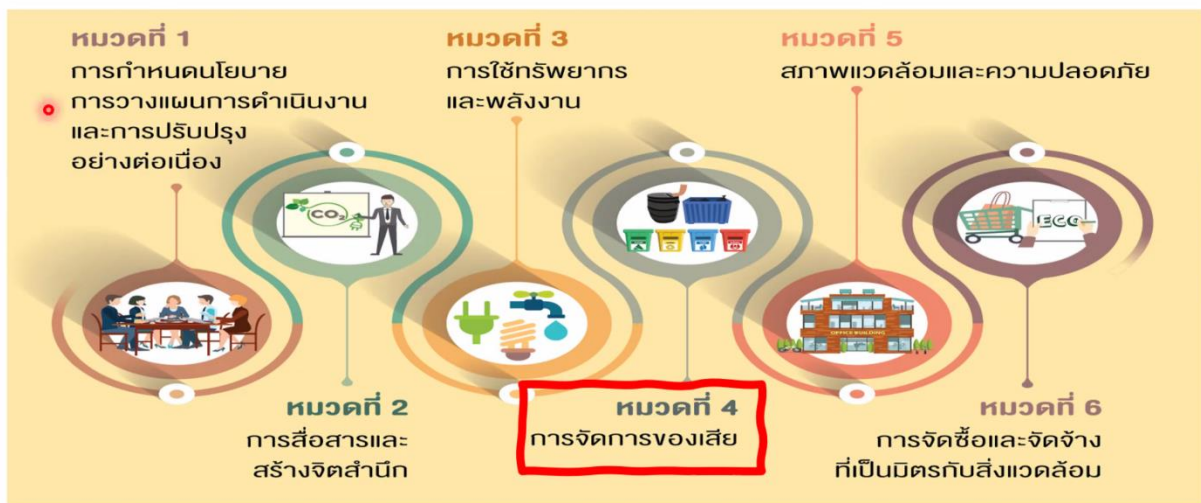 หมวดที่ 1
การกำหนดนโยบาย
การวางแผนการดำเนินงาน
และการปรับปรุง
อย่างต่อเนื่อง
หมวดที่ 3
การใช้ทรัพยากร
และพลังงาน
หมวดที่ 5
สภาพแวดล้อมและความปลอดภัย
CO₂
ECO
OFFICE BUILDING
หมวดที่ 2
การสื่อสารและ
สร้างจิตสำนึก
หมวดที่ 4
การจัดการของเสีย
หมวดที่ 6
การจัดซื้อและจัดจ้าง
ที่เป็นมิตรกับสิ่งแวดล้อม